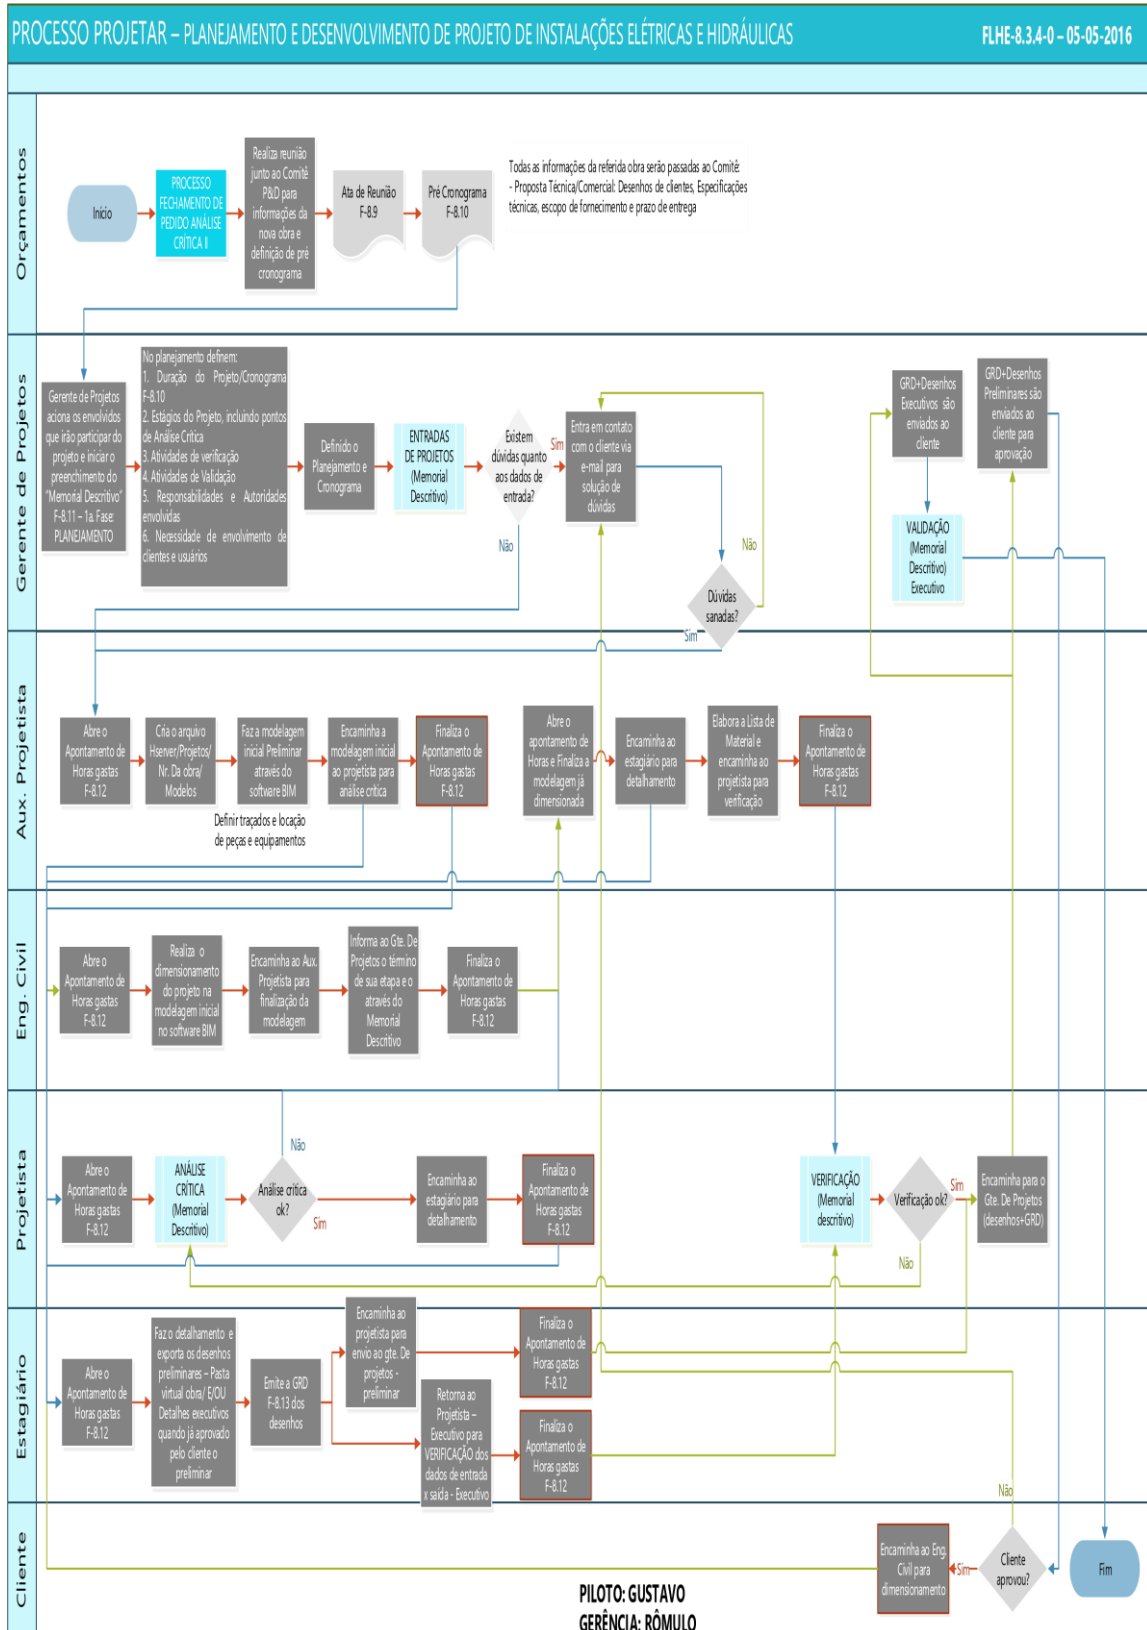 PROCESSO PROJETAR – PLANEJAMENTO E DESENVOLVIMENTO DE PROJETO DE INSTALAÇÕES ELÉTRICAS E HIDRÁULICAS
FLHE-8.3.4-0 – 05-05-2016
Orçamentos
Início
PROCESSO
FECHAMENTO DE
PEDIDO ANÁLISE
CRÍTICA II
Realiza reunião
junto ao Comitê
P&D para
informações da
nova obra e
definição de pré
cronograma
Ata de Reunião
F-8.9
Pré Cronograma
F-8.10
Todas as informações da referida obra serão passadas ao Comitê:
- Proposta Técnica/Comercial: Desenhos de clientes, Especificações
técnicas, escopo de fornecimento e prazo de entrega
Gerente de Projetos
Gerente de Projetos
aciona os envolvidos
que irão participar do
projeto e iniciar o
preenchimento do
"Memorial Descritivo"
F-8.11 – 1a. Fase:
PLANEJAMENTO
No planejamento definem:
1. Duração do Projeto/Cronograma
F-8.10
2. Estágios do Projeto, incluindo pontos
de Análise Crítica
3. Atividades de verificação
4. Atividades de Validação
5. Responsabilidades e Autoridades
envolvidas
6. Necessidade de envolvimento de
clientes e usuários
Definido o
Planejamento e
Cronograma
ENTRADAS
DE PROJETOS
(Memorial
Descritivo)
Existem
dúvidas quanto
aos dados de
entrada?
Sim
Não
Entra em contato
com o cliente via
e-mail para
solução de
dúvidas
Não
Dúvidas
sanadas?
Sim
GRD+Desenhos
Executivos são
enviados ao
cliente
VALIDAÇÃO
(Memorial
Descritivo)
Executivo
GRD+Desenhos
Preliminares são
enviados ao
cliente para
aprovação
Aux. Projetista
Abre o
Apontamento de
Horas gastas
F-8.12
Cria o arquivo
Hserver/Projetos/
Nr. Da obra/
Modelos
Faz a modelagem
inicial Preliminar
através do
software BIM
Definir traçados e locação
de peças e equipamentos
Encaminha a
modelagem inicial
ao projetista para
análise crítica
Finaliza o
Apontamento de
Horas gastas
F-8.12
Abre o
apontamento de
Horas e Finaliza a
modelagem já
dimensionada
Encaminha ao
estagiário para
detalhamento
Elabora a Lista de
Material e
encaminha ao
projetista para
verificação
Finaliza o
Apontamento de
Horas gastas
F-8.12
Eng. Civil
Abre o
Apontamento de
Horas gastas
F-8.12
Realiza o
dimensionamento
do projeto na
modelagem inicial
no software BIM
Encaminha ao Aux.
Projetista para
finalização da
modelagem
Informa ao Gte. De
Projetos o término
de sua etapa e o
através do
Memorial
Descritivo
Finaliza o
Apontamento de
Horas gastas
F-8.12
Projetista
Abre o
Apontamento de
Horas gastas
F-8.12
ANÁLISE
CRÍTICA
(Memorial
Descritivo)
Não
Análise crítica
ok?
Sim
Encaminha ao
estagiário para
detalhamento
Finaliza o
Apontamento de
Horas gastas
F-8.12
VERIFICAÇÃO
(Memorial
descritivo)
Verificação ok?
Sim
Não
Encaminha para o
Gte. De Projetos
(desenhos+GRD)
Estagiário
Abre o
Apontamento de
Horas gastas
F-8.12
Faz o detalhamento e
exporta os desenhos
preliminares – Pasta
virtual obra/ E/OU
Detalhes executivos
quando já aprovado
pelo cliente o
preliminar
Emite a GRD
F-8.13 dos
desenhos
Encaminha ao
projetista para
envio ao gte. De
projetos -
preliminar
Retorna ao
Projetista –
Executivo para
VERIFICAÇÃO dos
dados de entrada
x saída - Executivo
Finaliza o
Apontamento de
Horas gastas
F-8.12
Finaliza o
Apontamento de
Horas gastas
F-8.12
Cliente
Não
Encaminha ao Eng.
Civil para
dimensionamento
Sim
Cliente
aprovou?
Fim
PILOTO: GUSTAVO
GERÊNCIA: RÔMULO